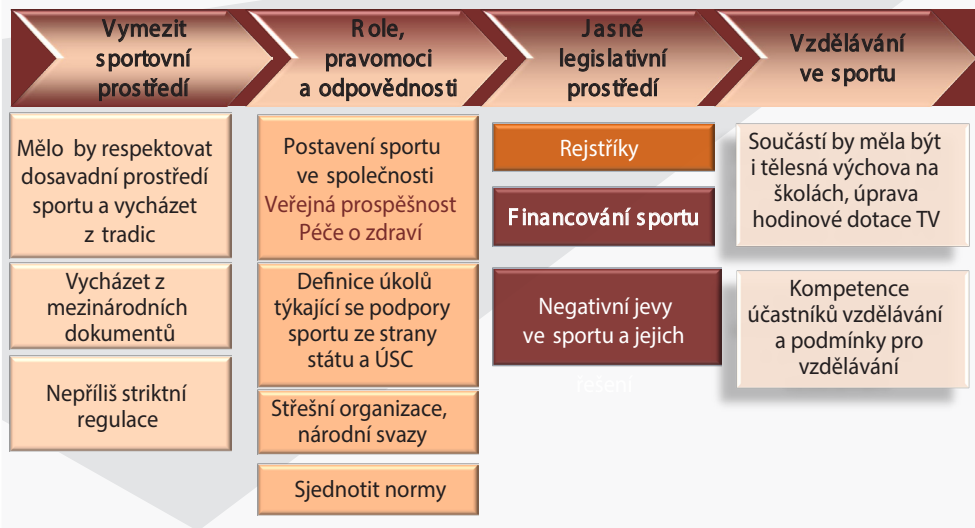 Vymezit
sportovní
prostředí
Role,
pravomoci
a odpovědnosti
Jasné
legislativní
prostředí
Vzdělávání
ve sportu
Mělo by respektovat
dosavadní prostředí
sportu a vycházet
z tradic
Vycházet z
mezinárodních
dokumentů
Nepříliš striktní
regulace
Postavení sportu
ve společnosti
Veřejná prospěšnost
Péče o zdraví
Definice úkolů
týkající se podpory
sportu ze strany
státu a ÚSC
Střešní organizace,
národní svazy
Sjednotit normy
Rejstříky
Financování sportu
Negativní jevy
ve sportu a jejich
řešení
Součástí by měla být
i tělesná výchova na
školách, úprava
hodinové dotace TV
Kompetence
účastníků vzdělávání
a podmínky pro
vzdělávání